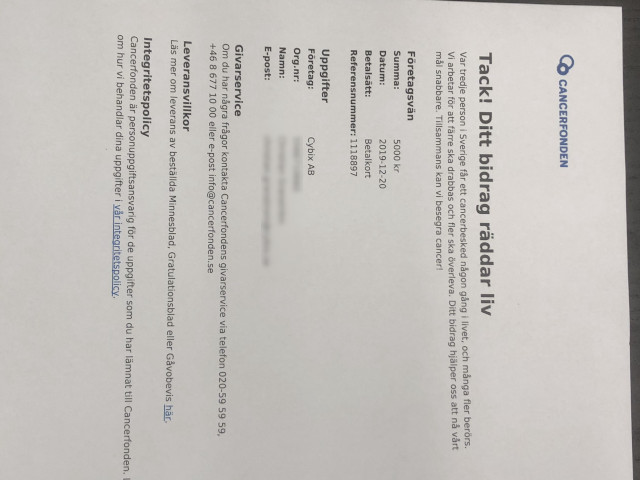 CANCERFONDEN
Tack! Ditt bidrag räddar liv
Var tredje person i Sverige får ett cancerbesked någon gång i livet, och många fler berörs.
Vi arbetar för att färre ska drabbas och fler ska överleva. Ditt bidrag hjälper oss att nå vårt
mål snabbare. Tillsammans kan vi besegra cancer!
Företagsvän
Summa: 5000 kr
Datum: 2019-12-20
Betalsätt: Betalkort
Referensnummer: 1118897
Uppgifter
Företag: Cybix AB
Org.nr:
Namn:
E-post:
Givarservice
Om du har några frågor kontakta Cancerfondens givarservice via telefon 020-59 59 59,
+46 8 677 10 00 eller e-post info@cancerfonden.se
Leveransvillkor
Läs mer om leverans av beställda Minnesblad, Gratulationsblad eller Gåvobevis här.
Integritetspolicy
Cancerfonden är personuppgiftsansvarig för de uppgifter som du har lämnat till Cancerfonden.
om hur vi behandlar dina uppgifter i vår integritetspolicy.